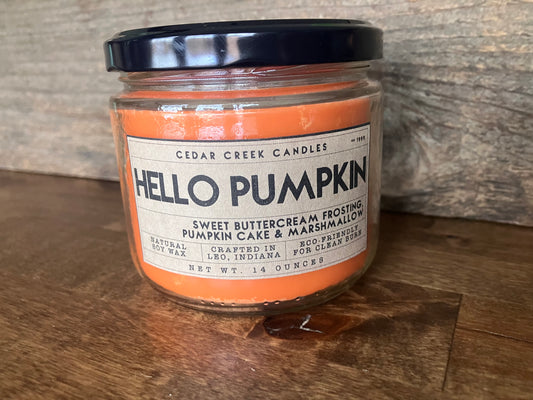 CEDAR CREEK CANDLES
HELLO PUMPKIN
SWEET BUTTERCREAM FROSTING,
PUMPKIN CAKE & MARSHMALLOW
NATURAL
SOY WAX
CRAFTED IN
LEO, INDIANA
ECO-FRIENDLY
FOR CLEAN BURN
NET WT. 14 OUNCES